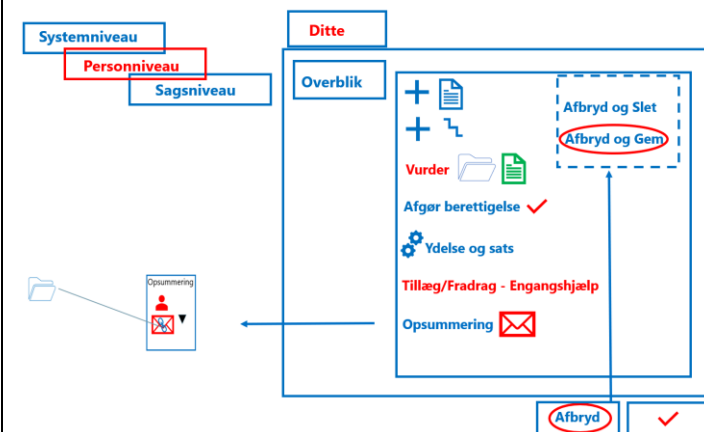 Systemniveau
Personniveau
Sagsniveau
Ditte
Overblik
Afbryd og Slet
Afbryd og Gem
Vurder
Afgør berettigelse
Ydelse og sats
Tillæg/Fradrag - Engangshjælp
Opsummering
Opsummering
Afbryd